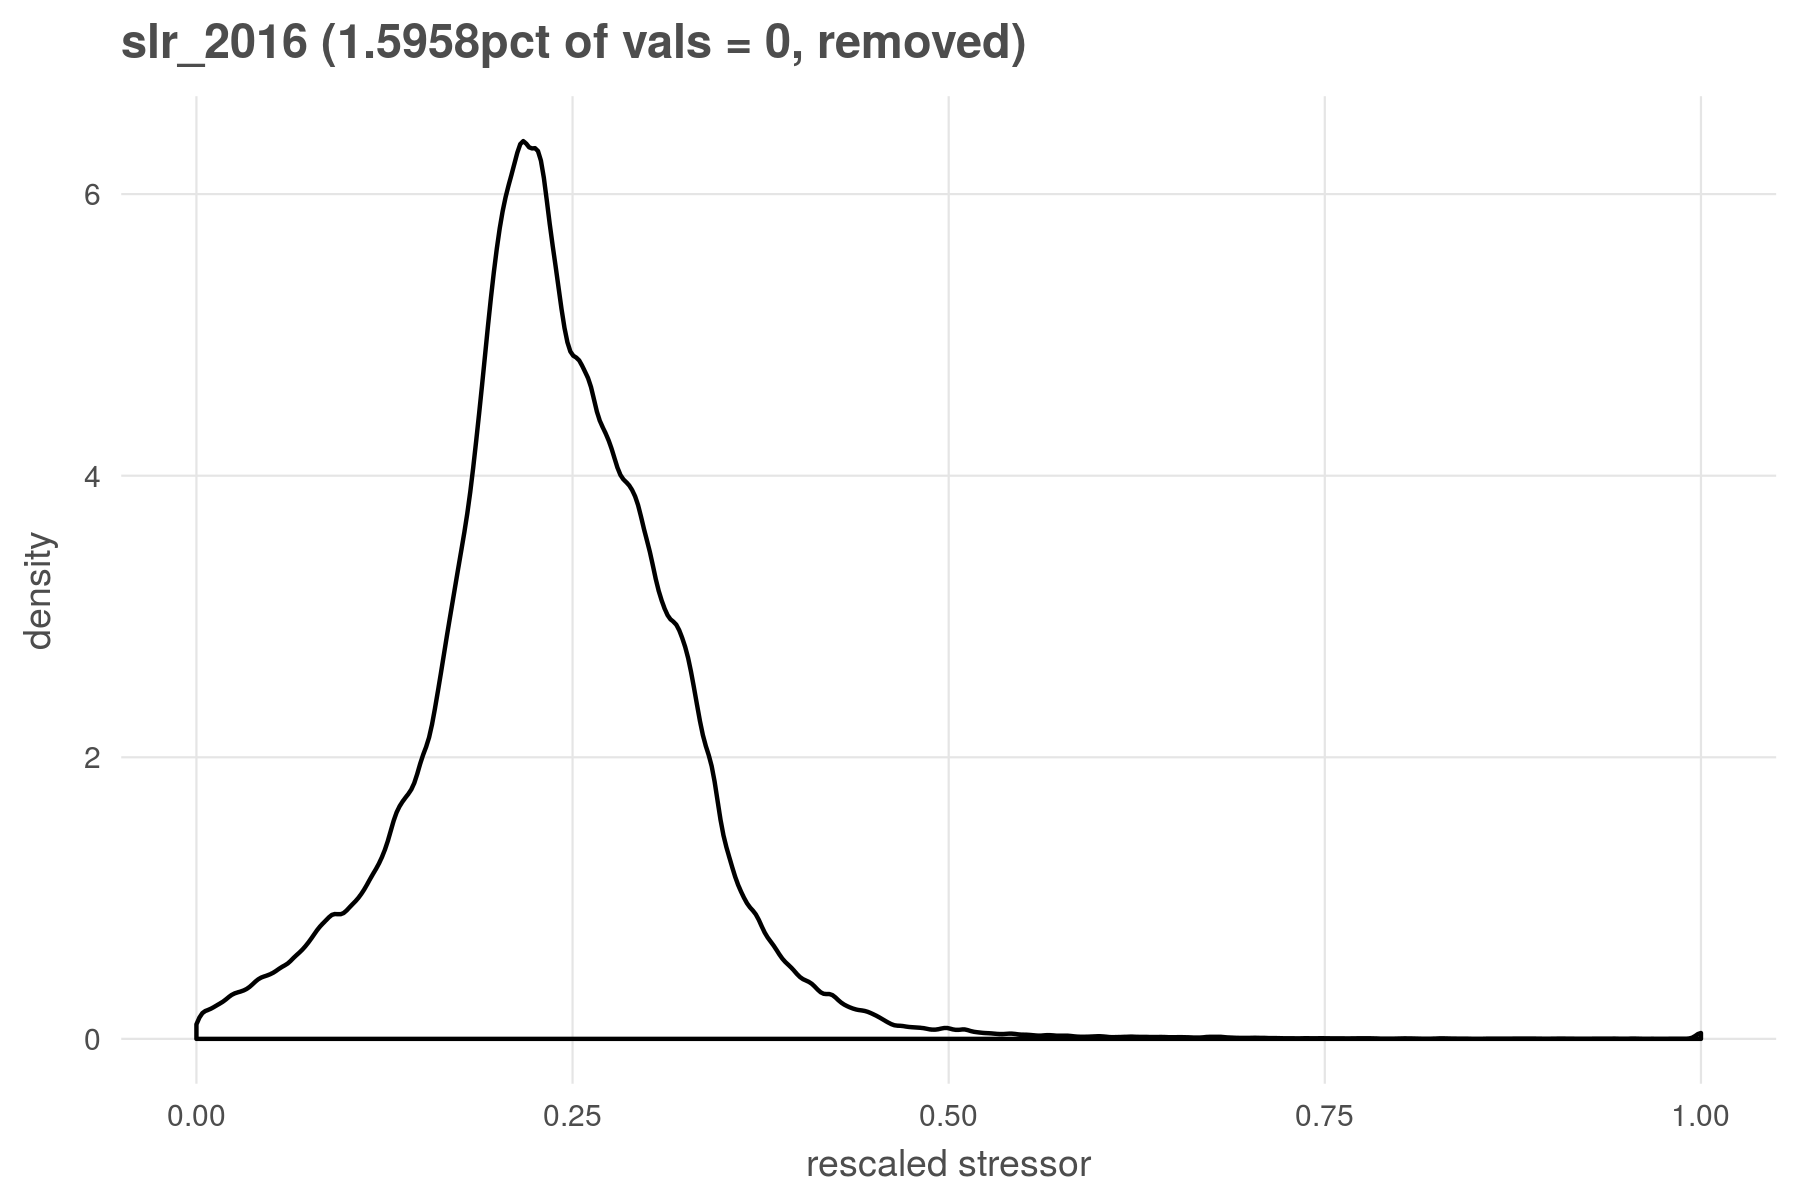 slr_2016 (1.5958pct of vals = 0, removed)
6
4
2
0
density
0.00 0.25 0.50 0.75 1.00
rescaled stressor